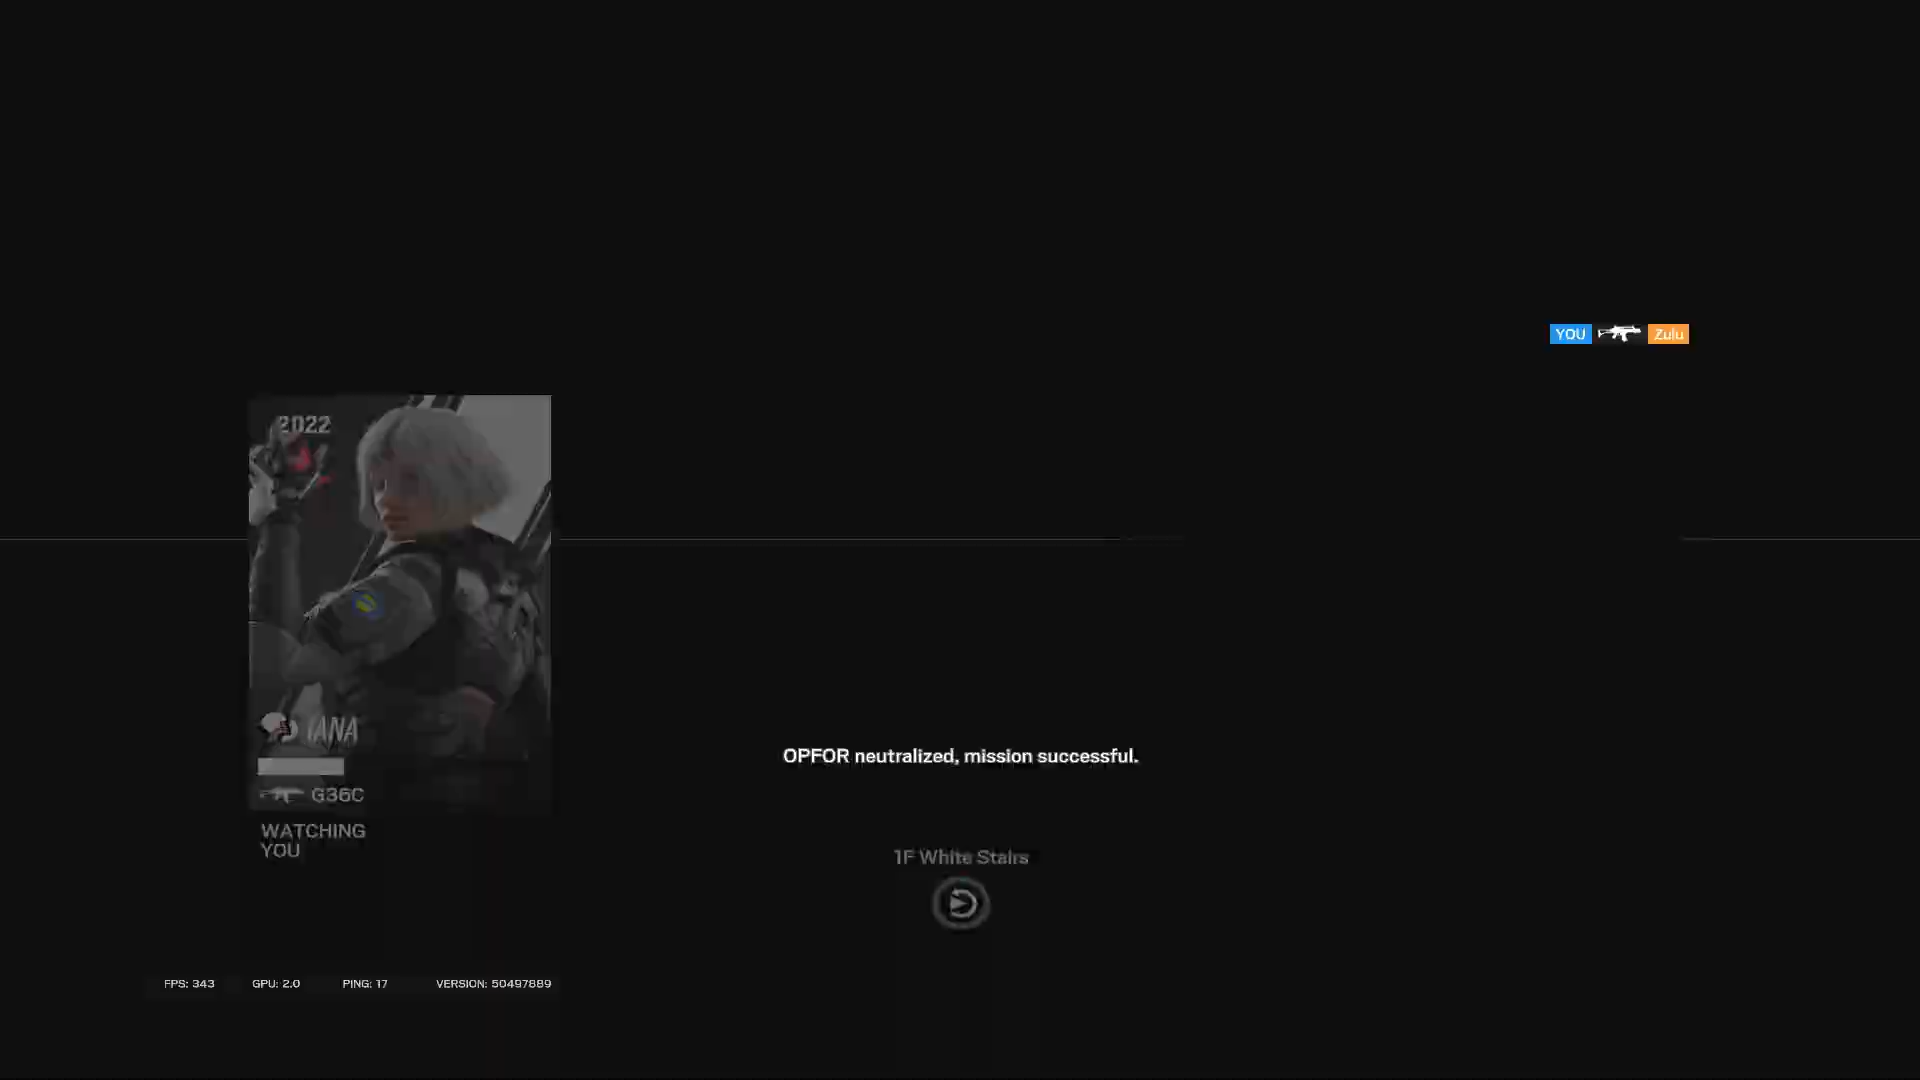 YOU Zulu
2022
IANA
G36C
WATCHING
YOU
OPFOR neutralized, mission successful.
1F White Stairs
FPS: 343 GPU: 2.0 PING: 17 VERSION: 50497889